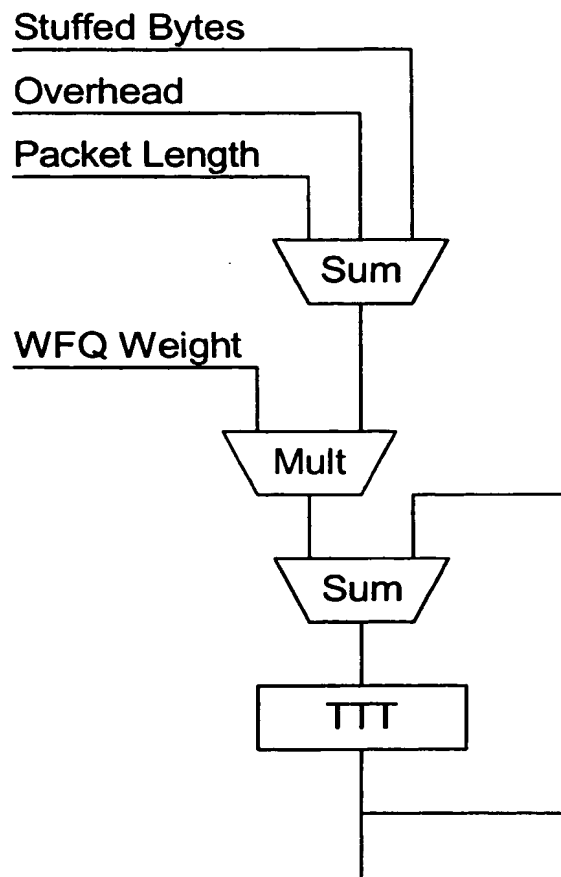 Stuffed Bytes
Overhead
Packet Length
Sum
WFQ Weight
Mult
Sum
TTT